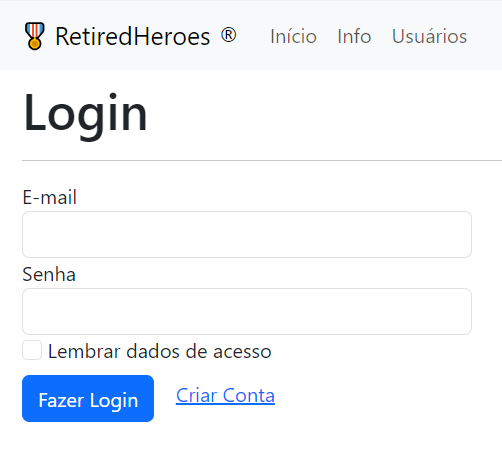 RetiredHeroes ® Início Info Usuários
Login
E-mail
Senha
Lembrar dados de acesso
Fazer Login Criar Conta